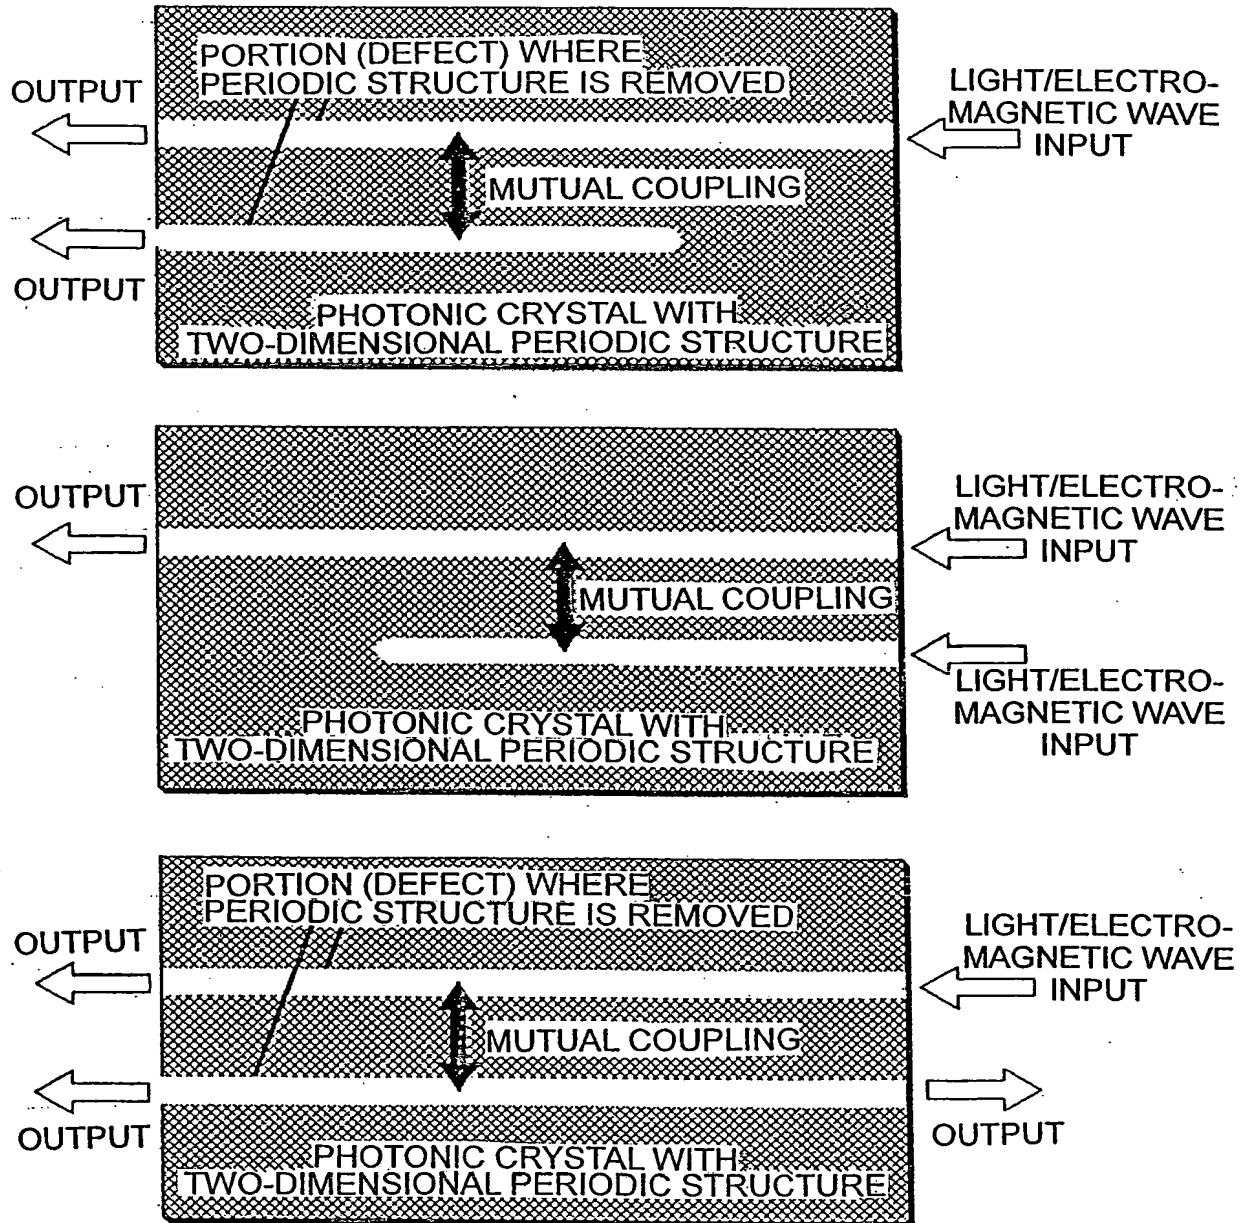 PORTION (DEFECT) WHERE
PERIODIC STRUCTURE IS REMOVED
OUTPUT
LIGHT/ELECTRO-
MAGNETIC WAVE
INPUT
MUTUAL COUPLING
OUTPUT
PHOTONIC CRYSTAL WITH
TWO-DIMENSIONAL PERIODIC STRUCTURE
OUTPUT
LIGHT/ELECTRO-
MAGNETIC WAVE
INPUT
MUTUAL COUPLING
LIGHT/ELECTRO-
MAGNETIC WAVE
INPUT
PHOTONIC CRYSTAL WITH
TWO-DIMENSIONAL PERIODIC STRUCTURE
PORTION (DEFECT) WHERE
PERIODIC STRUCTURE IS REMOVED
OUTPUT
LIGHT/ELECTRO-
MAGNETIC WAVE
INPUT
MUTUAL COUPLING
OUTPUT
OUTPUT
PHOTONIC CRYSTAL WITH
TWO-DIMENSIONAL PERIODIC STRUCTURE